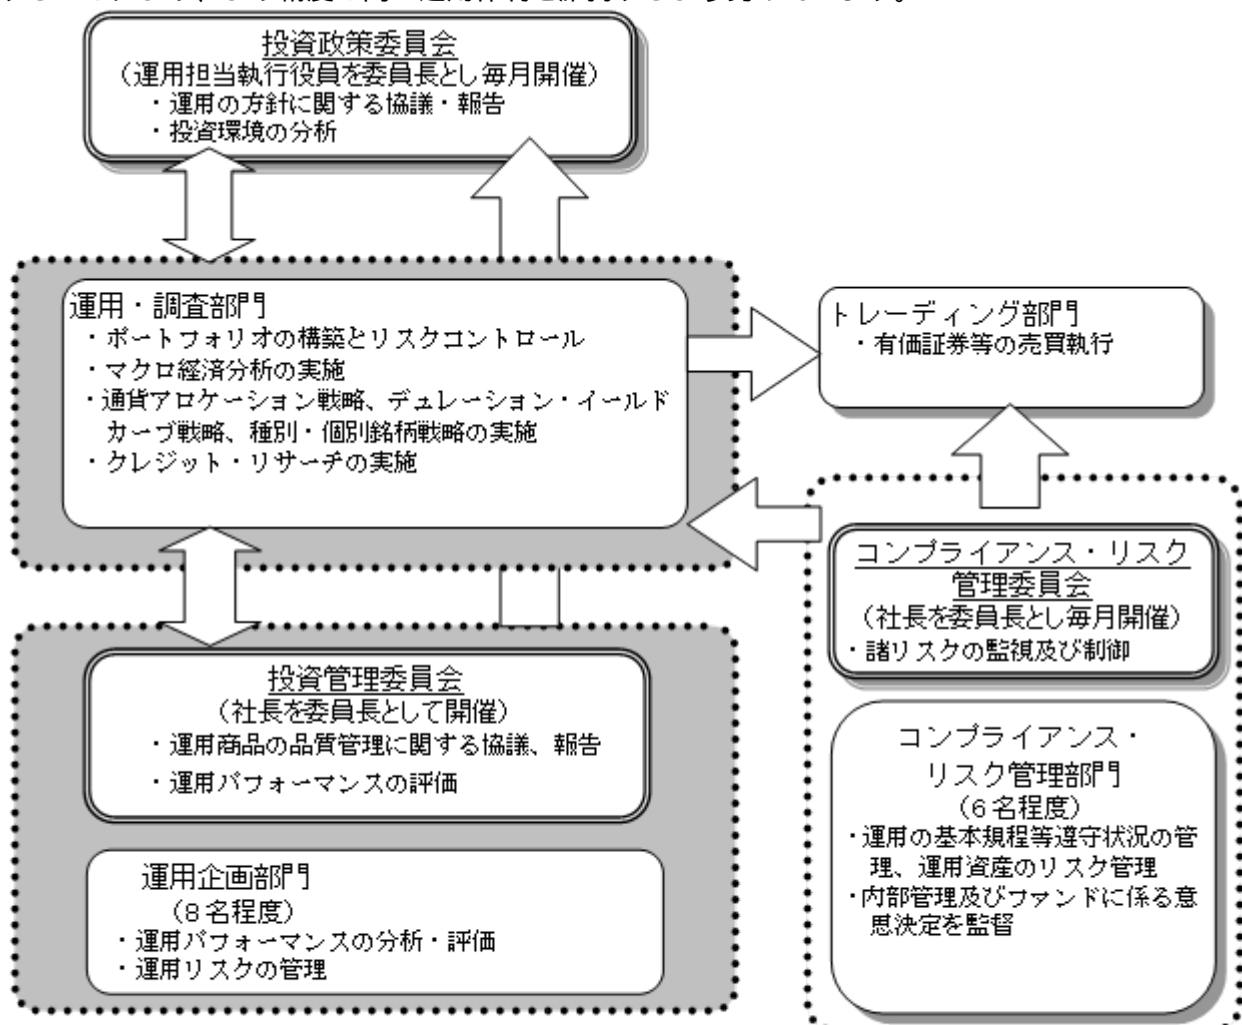 投資政策委員会
（運用担当執行役員を委員長とし毎月開催）
・運用の方針に関する協議・報告
・投資環境の分析
運用・調査部門
・ポートフォリオの構築とリスクコントロール
・マクロ経済分析の実施
・通貨アロケーション戦略、デュレーション・イールド
カーブ戦略、種別・個別銘柄戦略の実施
・クレジット・リサーチの実施
トレーディング部門
・有価証券等の売買執行
コンプライアンス・リスク
管理委員会
（社長を委員長とし毎月開催）
・諸リスクの監視及び制御
投資管理委員会
（社長を委員長として開催）
・運用商品の品質管理に関する協議、報告
・運用パフォーマンスの評価
コンプライアンス・
リスク管理部門
（6名程度）
・運用の基本規程等遵守状況の管
理、運用資産のリスク管理
・内部管理及びファンドに係る意
思決定を監督
運用企画部門
（8名程度）
・運用パフォーマンスの分析・評価
・運用リスクの管理